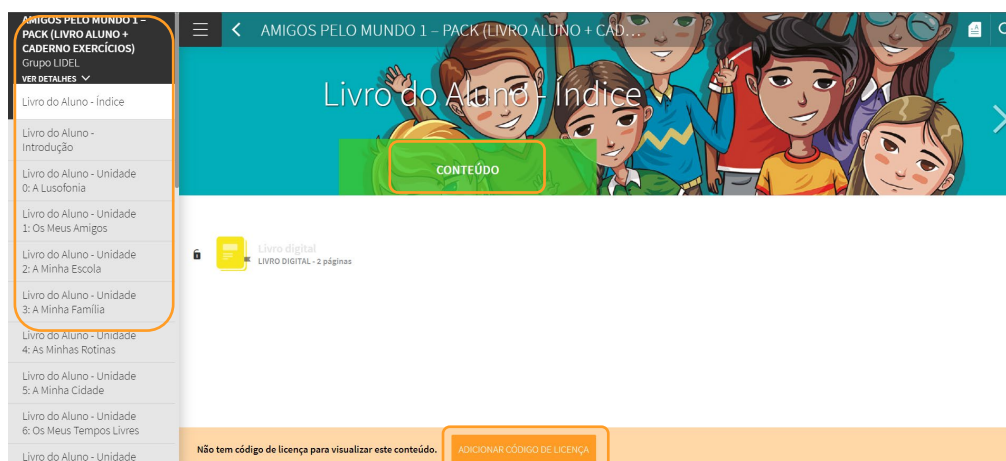 AMIGOS PELO MUNDO 1 –
PACK (LIVRO ALUNO +
CADERNO EXERCÍCIOS)
Grupo LIDEL
VER DETALHES
Livro do Aluno - Índice
Livro do Aluno -
Introdução
Livro do Aluno - Unidade
0: A Lusofonia
Livro do Aluno - Unidade
1: Os Meus Amigos
Livro do Aluno - Unidade
2: A Minha Escola
Livro do Aluno - Unidade
3: A Minha Família
Livro do Aluno - Unidade
4: As Minhas Rotinas
Livro do Aluno - Unidade
5: A Minha Cidade
Livro do Aluno - Unidade
6: Os Meus Tempos Livres
Livro do Aluno - Unidade
AMIGOS PELO MUNDO 1 – PACK (LIVRO ALUNO + CAD...
Livro do Aluno - Índice
CONTEÚDO
Livro digital
LIVRO DIGITAL - 2 páginas
Não tem código de licença para visualizar este conteúdo.
ADICIONAR CÓDIGO DE LICENÇA